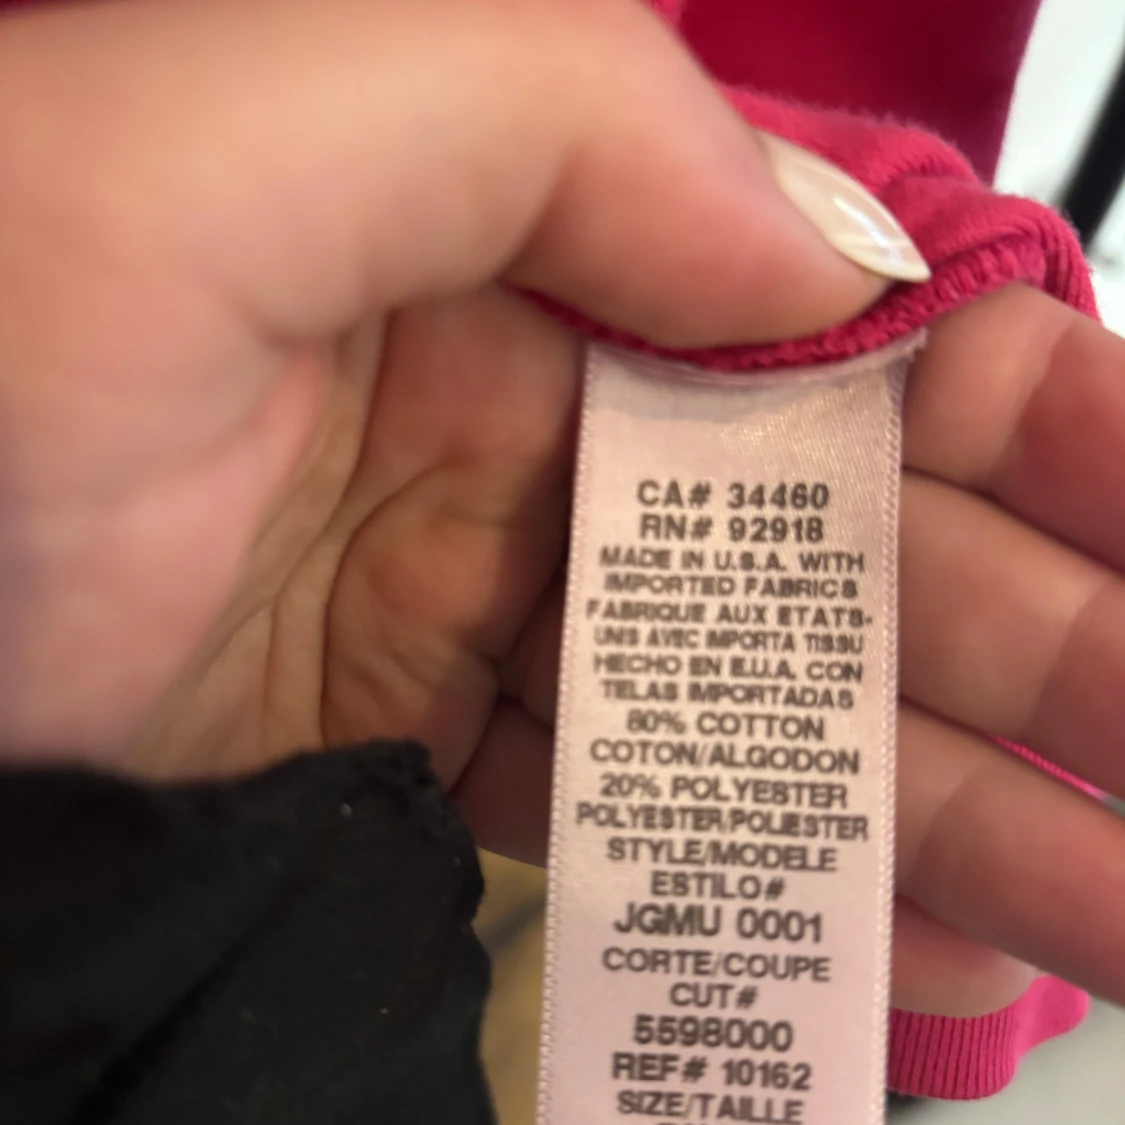 CA# 34460
RN# 92918
MADE IN U.S.A. WITH
IMPORTED FABRICS
FABRIQUE AUX ETATS-
UNIS AVEC IMPORTA TISSU
HECHO EN E.U.A. CON
TELAS IMPORTADAS
80% COTTON
COTON/ALGODON
20% POLYESTER
POLYESTER/POLIESTER
STYLE/MODELE
ESTILO#
JGMU 0001
CORTE/COUPE
CUT#
5598000
REF# 10162
SIZE/TAILLE